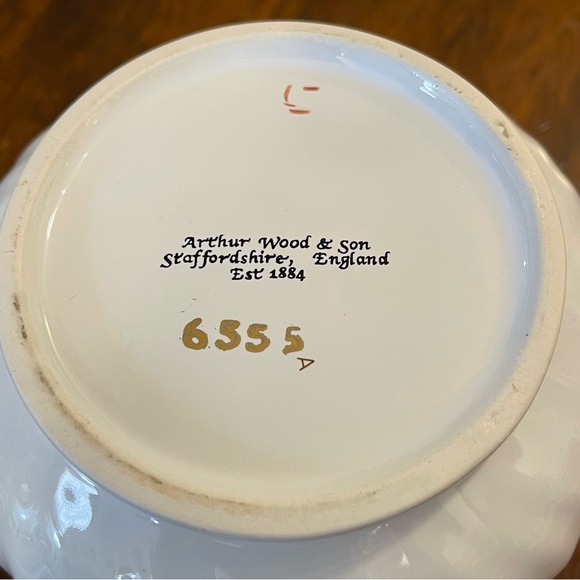 Arthur Wood & Son
Staffordshire, England
Est 1884
6555
A